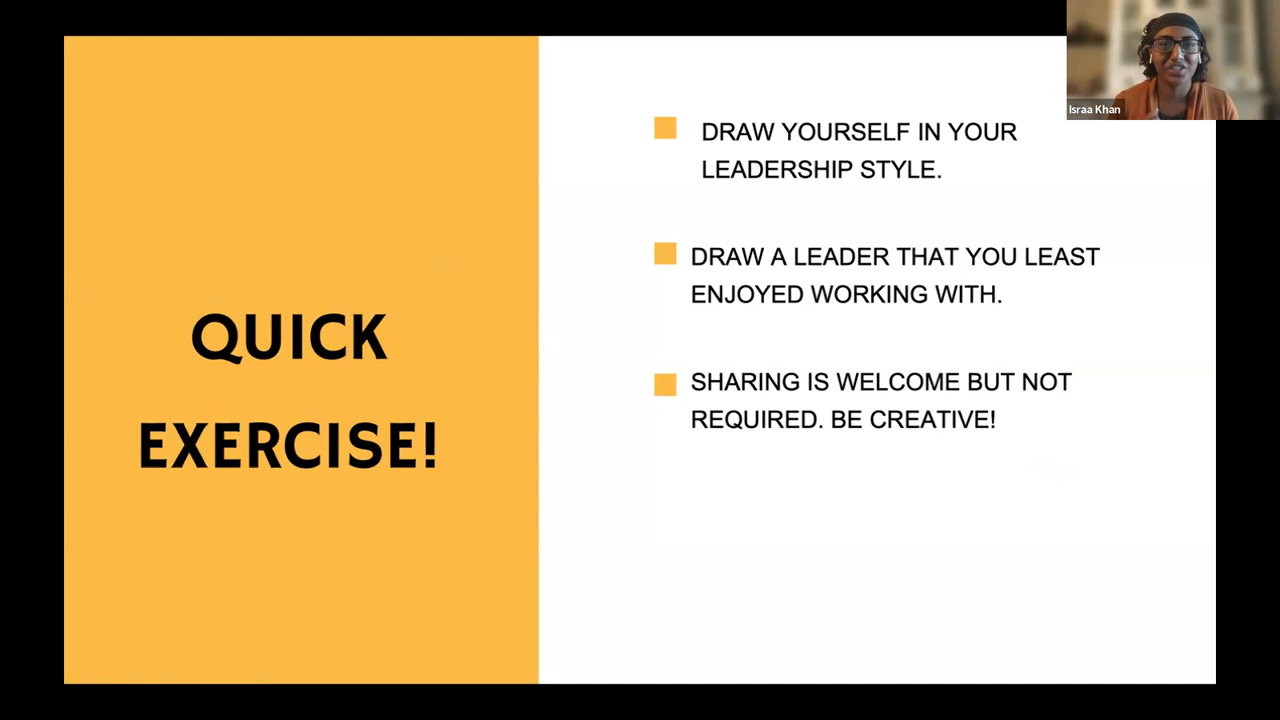 Israa Khan
QUICK
EXERCISE!
DRAW YOURSELF IN YOUR
LEADERSHIP STYLE.
DRAW A LEADER THAT YOU LEAST
ENJOYED WORKING WITH.
SHARING IS WELCOME BUT NOT
REQUIRED. BE CREATIVE!